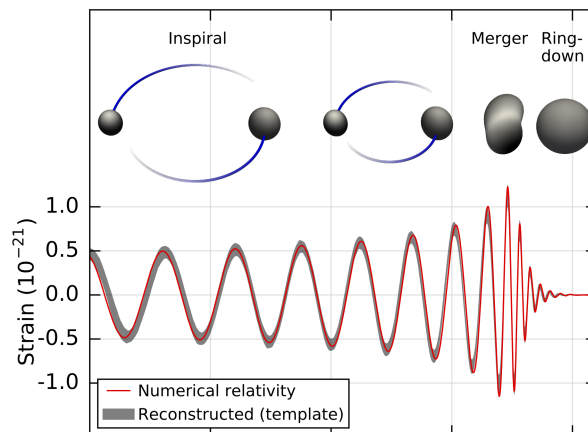 Inspiral
Merger
Ring-
down
Strain (10⁻²¹)
1.0
0.5
0.0
-0.5
-1.0
Numerical relativity
Reconstructed (template)